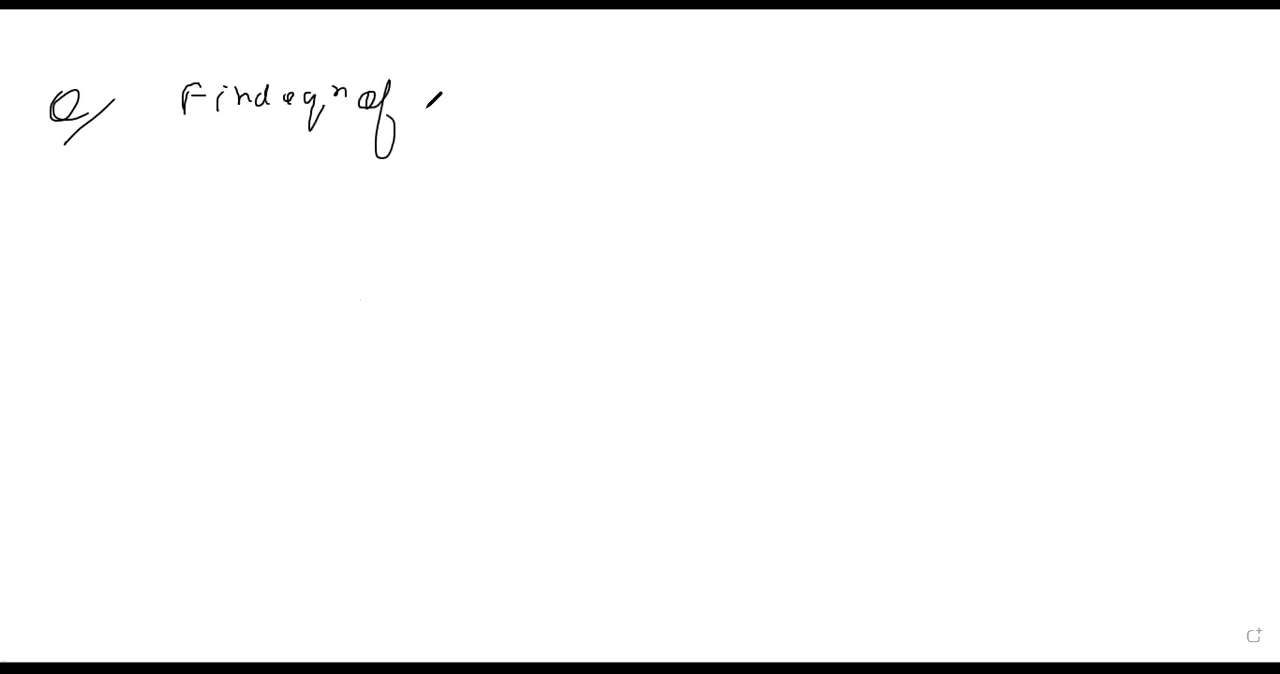 Q/ Find eqⁿ of